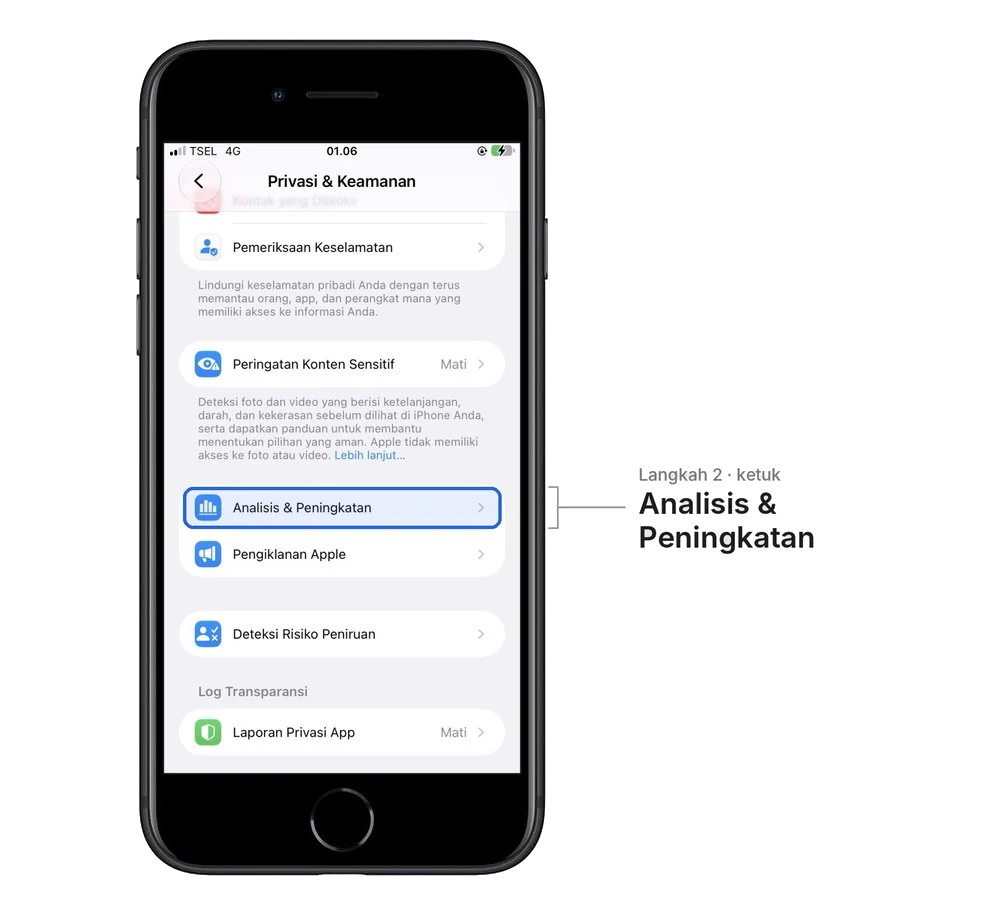 TSEL 4G 01.06
Privasi & Keamanan
Kontak yang Diblokir
Pemeriksaan Keselamatan
Lindungi keselamatan pribadi Anda dengan terus
memantau orang, app, dan perangkat mana yang
memiliki akses ke informasi Anda.
Peringatan Konten Sensitif Mati
Deteksi foto dan video yang berisi ketelanjangan,
darah, dan kekerasan sebelum dilihat di iPhone Anda,
serta dapatkan panduan untuk membantu
menentukan pilihan yang aman. Apple tidak memiliki
akses ke foto atau video. Lebih lanjut...
Analisis & Peningkatan
Pengiklanan Apple
Deteksi Risiko Peniruan
Log Transparansi
Laporan Privasi App Mati
Langkah 2 · ketuk
Analisis &
Peningkatan